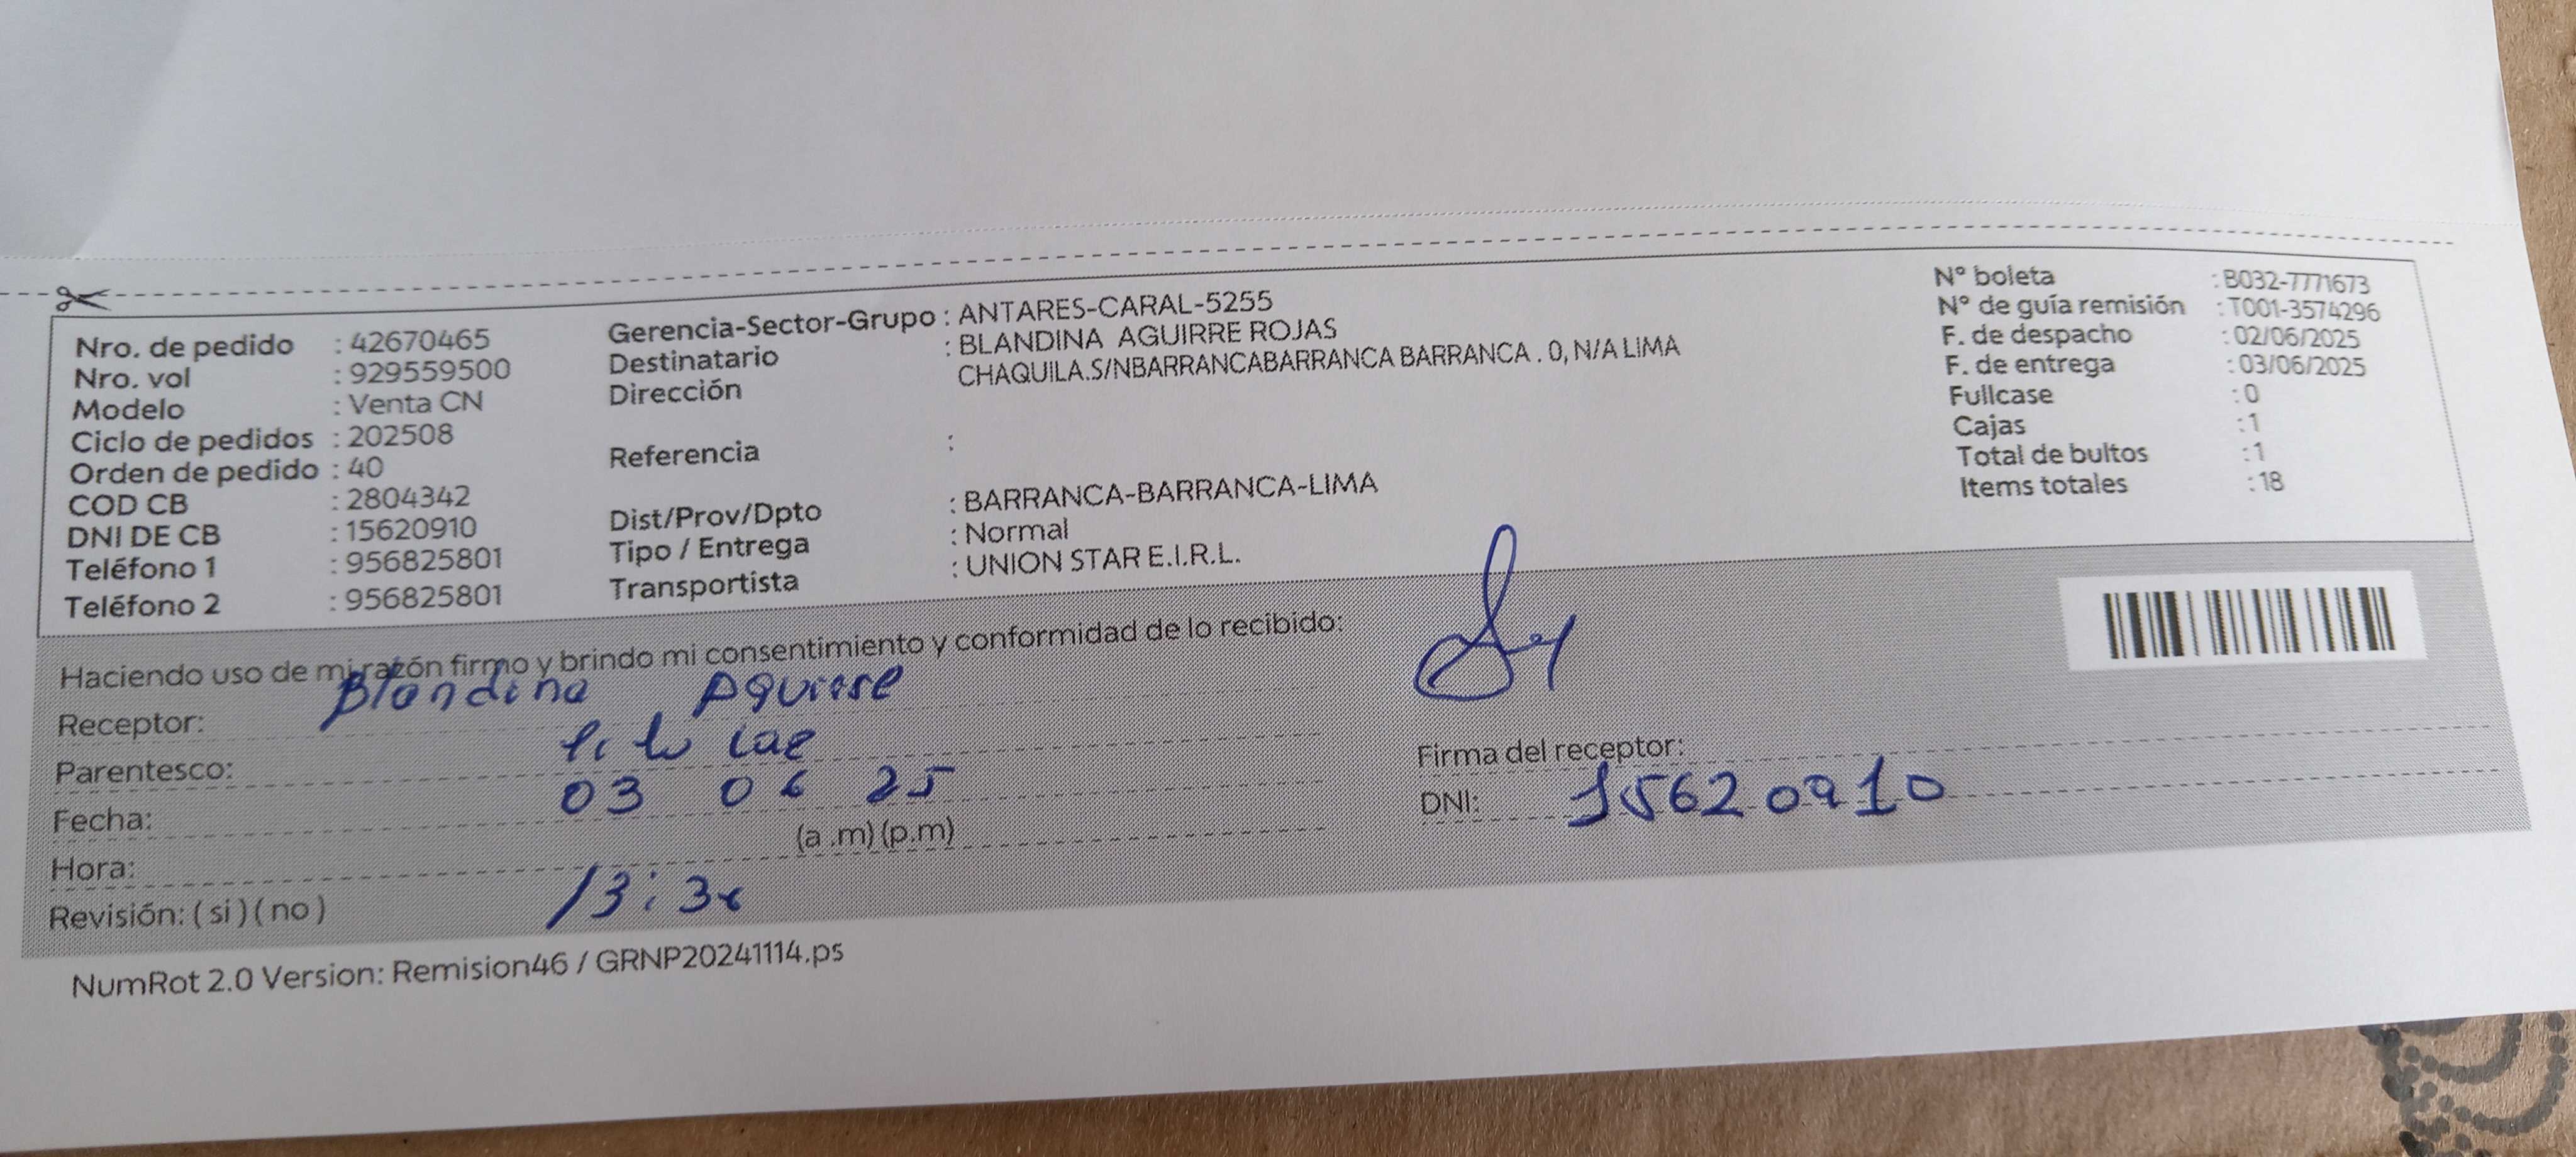 Nro. de pedido : 42670465
Nro. vol : 929559500
Modelo : Venta CN
Ciclo de pedidos : 202508
Orden de pedido : 40
COD CB : 2804342
DNI DE CB : 15620910
Teléfono 1 : 956825801
Teléfono 2 : 956825801
Gerencia-Sector-Grupo : ANTARES-CARAL-5255
Destinatario : BLANDINA AGUIRRE ROJAS
Dirección CHAQUILA.S/NBARRANCABARRANCA BARRANCA . 0, N/A LIMA
Referencia :
Dist/Prov/Dpto : BARRANCA-BARRANCA-LIMA
Tipo / Entrega : Normal
Transportista : UNION STAR E.I.R.L.
N° boleta : B032-7771673
N° de guía remisión : T001-3574296
F. de despacho : 02/06/2025
F. de entrega : 03/06/2025
Fullcase : 0
Cajas : 1
Total de bultos : 1
Items totales : 18
Haciendo uso de mi razón firmo y brindo mi consentimiento y conformidad de lo recibido:
Receptor: Blandina Aguirre
Parentesco:
Fecha: 03 06 25
Hora: (a .m) (p.m)
Revisión: ( si ) ( no )
Firma del receptor:
DNI: 15620910
NumRot 2.0 Version: Remision46 / GRNP20241114.ps